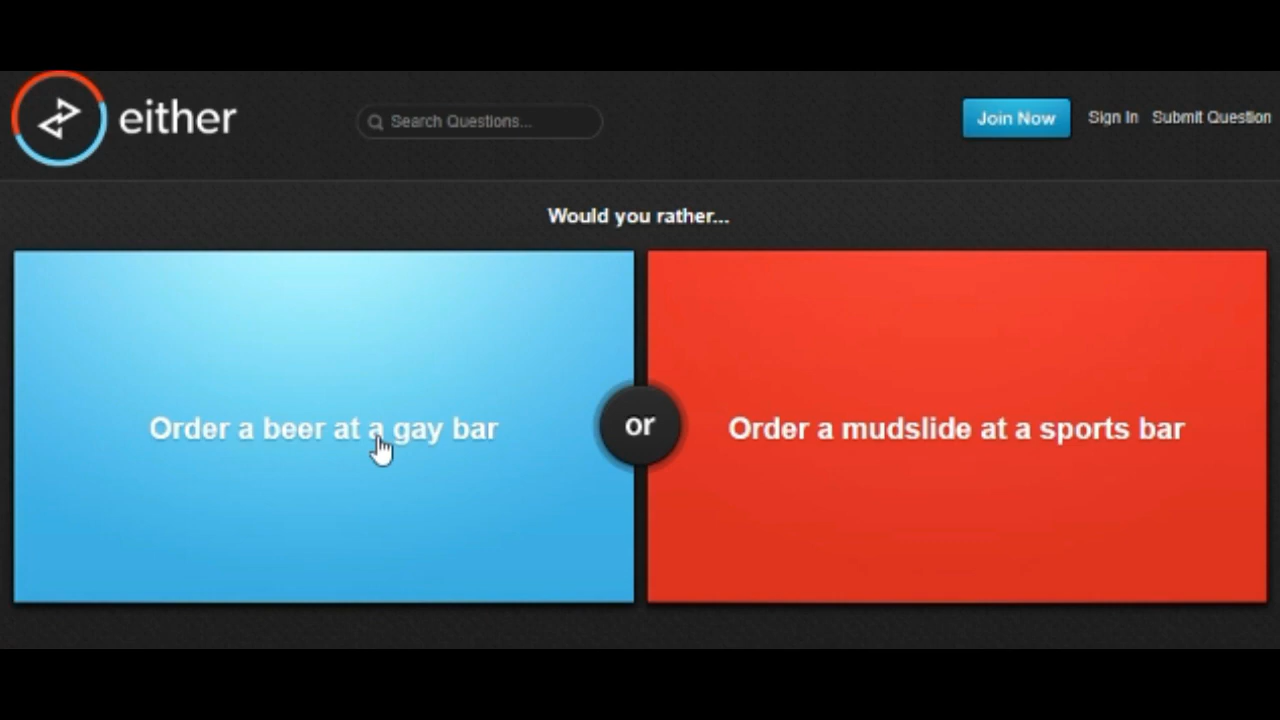 either
Search Questions...
Join Now
Sign In
Submit Question
Would you rather...
Order a beer at a gay bar
or
Order a mudslide at a sports bar